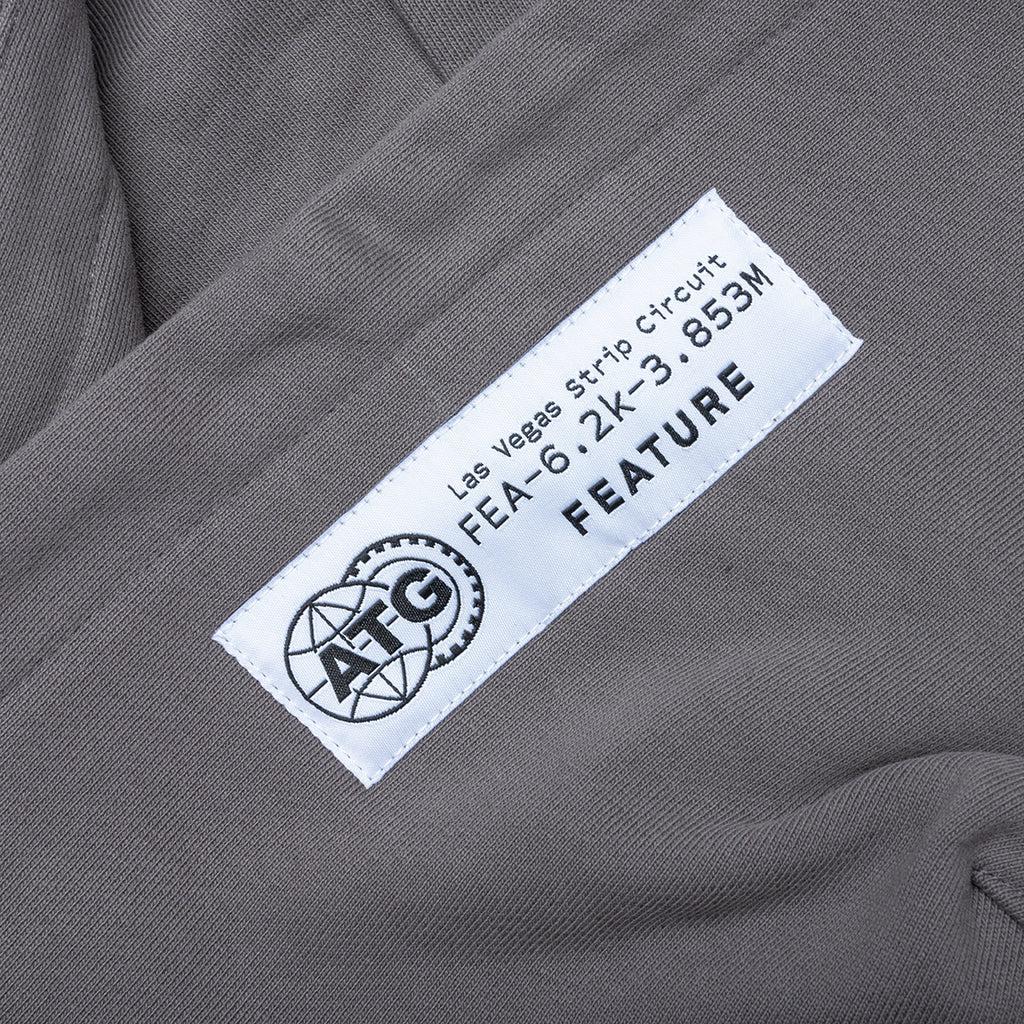 Las Vegas Strip Circuit
FEA-6.2k-3.853M
FEATURE
ATG